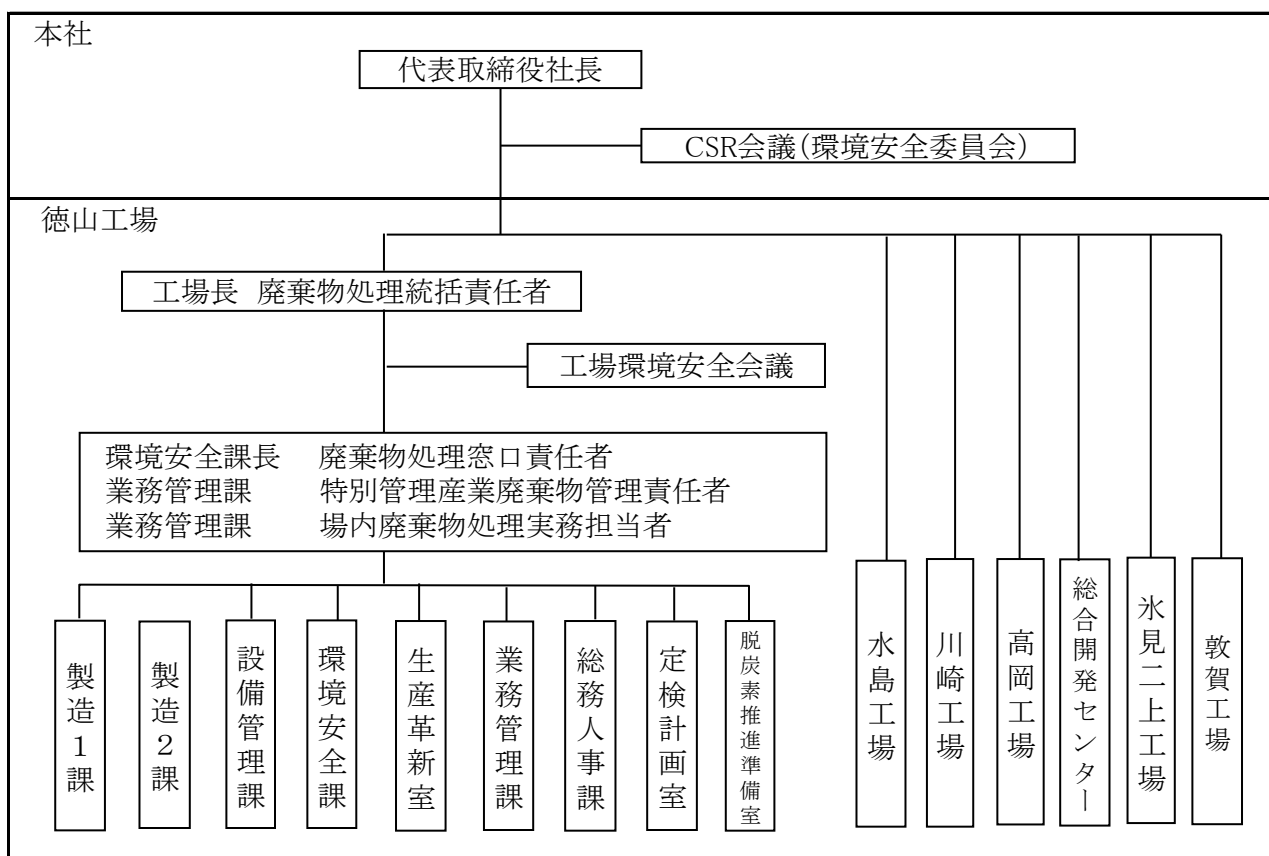 本社
代表取締役社長
CSR会議(環境安全委員会)
徳山工場
工場長 廃棄物処理統括責任者
工場環境安全会議
環境安全課長 廃棄物処理窓口責任者
業務管理課 特別管理産業廃棄物管理責任者
業務管理課 場内廃棄物処理実務担当者
製造1課
製造2課
設備管理課
環境安全課
生産革新室
業務管理課
総務人事課
定検計画室
脱炭素推進準備室
水島工場
川崎工場
高岡工場
総合開発センター
氷見二上工場
敦賀工場